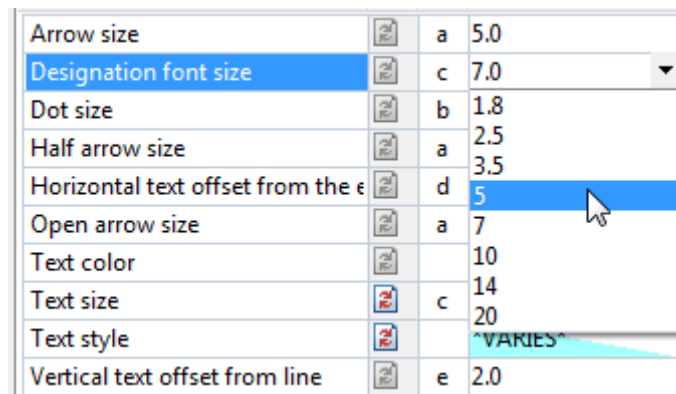 Arrow size a 5.0
Designation font size c 7.0
Dot size b 1.8
2.5
Half arrow size a
3.5
Horizontal text offset from the e d 5
Open arrow size a 7
Text color 10
14
Text size c
20
Text style *VARIES*
Vertical text offset from line e 2.0